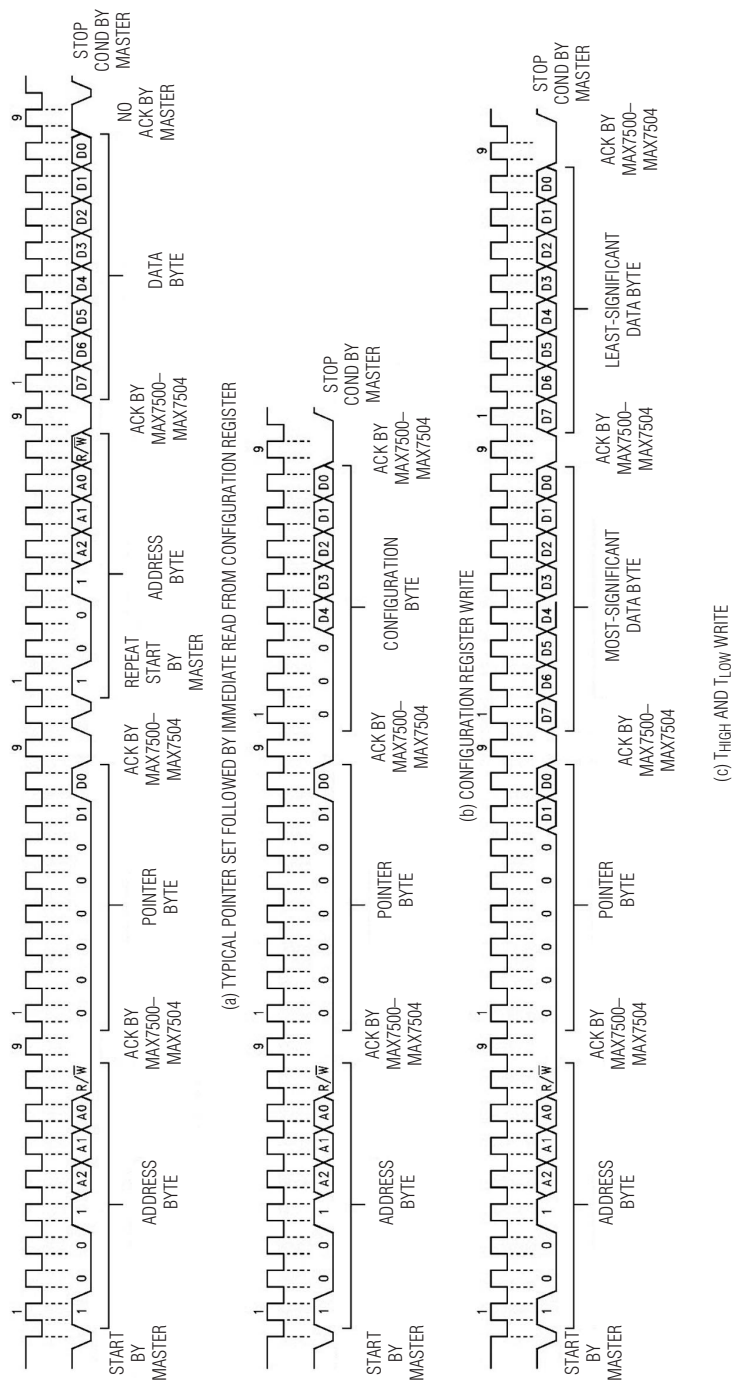 1 9 1 9 1 9 1 9
1 0 0 1 A2 A1 A0 R/W̅ 0 0 0 0 0 0 D1 D0 1 0 0 1 A2 A1 A0 R/W̅ D7 D6 D5 D4 D3 D2 D1 D0
START
BY
MASTER
ADDRESS
BYTE
ACK BY
MAX7500–
MAX7504
POINTER
BYTE
ACK BY
MAX7500–
MAX7504
REPEAT
START
BY
MASTER
ADDRESS
BYTE
ACK BY
MAX7500–
MAX7504
DATA
BYTE
NO
ACK BY
MASTER
STOP
COND BY
MASTER
(a) TYPICAL POINTER SET FOLLOWED BY IMMEDIATE READ FROM CONFIGURATION REGISTER
1 9 1 9 1 9
1 0 0 1 A2 A1 A0 R/W̅ 0 0 0 0 0 0 D1 D0 0 0 0 D4 D3 D2 D1 D0
START
BY
MASTER
ADDRESS
BYTE
ACK BY
MAX7500–
MAX7504
POINTER
BYTE
ACK BY
MAX7500–
MAX7504
CONFIGURATION
BYTE
ACK BY
MAX7500–
MAX7504
STOP
COND BY
MASTER
(b) CONFIGURATION REGISTER WRITE
1 9 1 9 1 9 1 9
1 0 0 1 A2 A1 A0 R/W̅ 0 0 0 0 0 0 D1 D0 D7 D6 D5 D4 D3 D2 D1 D0 D7 D6 D5 D4 D3 D2 D1 D0
START
BY
MASTER
ADDRESS
BYTE
ACK BY
MAX7500–
MAX7504
POINTER
BYTE
ACK BY
MAX7500–
MAX7504
MOST-SIGNIFICANT
DATA BYTE
ACK BY
MAX7500–
MAX7504
LEAST-SIGNIFICANT
DATA BYTE
ACK BY
MAX7500–
MAX7504
STOP
COND BY
MASTER
(c) THIGH AND TLOW WRITE